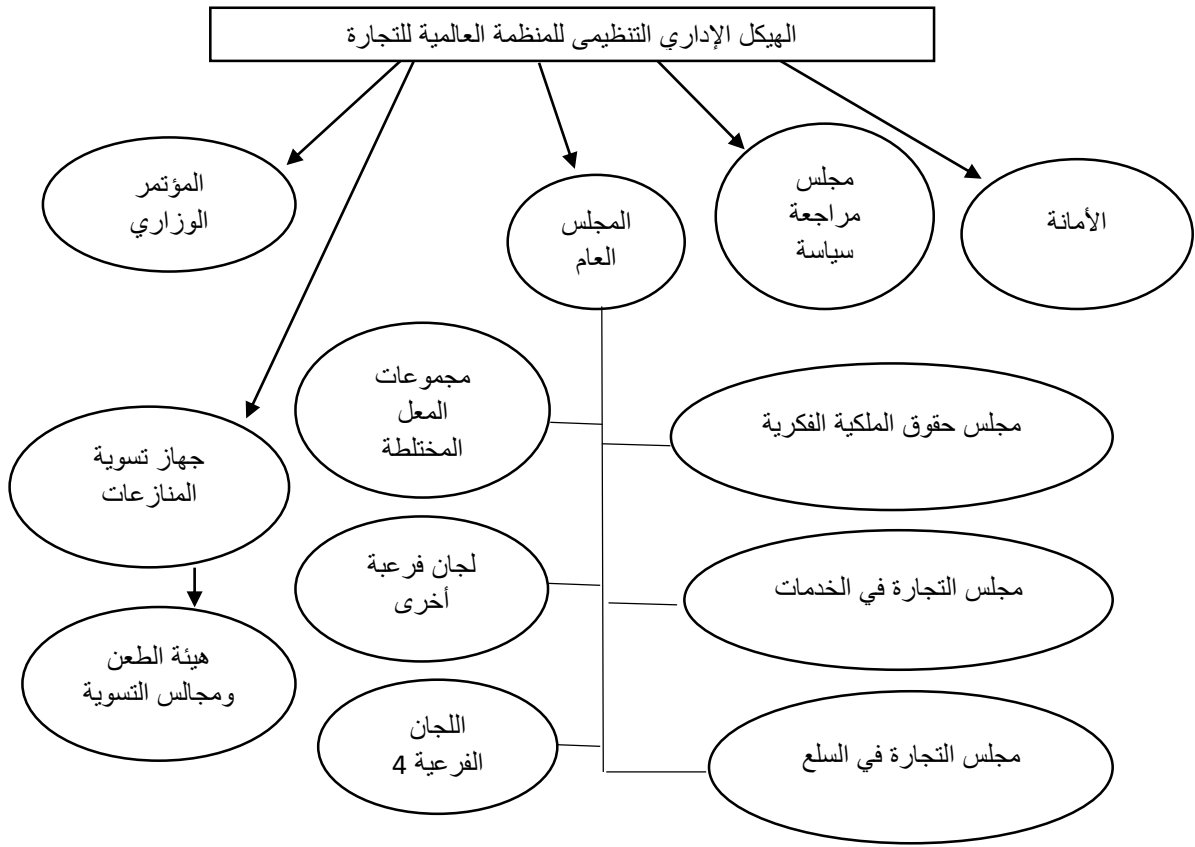 الهيكل الإداري التنظيمى للمنظمة العالمية للتجارة
الأمانة
مجلس
مراجعة
سياسة
المجلس
العام
المؤتمر
الوزاري
جهاز تسوية
المنازعات
هيئة الطعن
ومجالس التسوية
مجلس حقوق الملكية الفكرية
مجلس التجارة في الخدمات
مجلس التجارة في السلع
مجموعات
المعل
المختلطة
لجان فرعبة
أخرى
اللجان
الفرعية 4